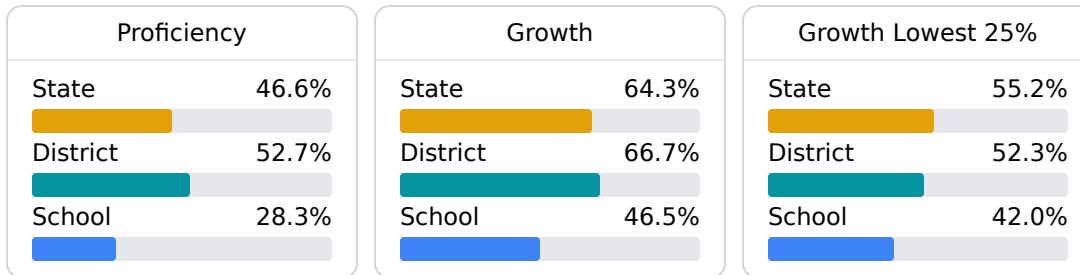 Proficiency
State 46.6%
District 52.7%
School 28.3%
Growth
State 64.3%
District 66.7%
School 46.5%
Growth Lowest 25%
State 55.2%
District 52.3%
School 42.0%